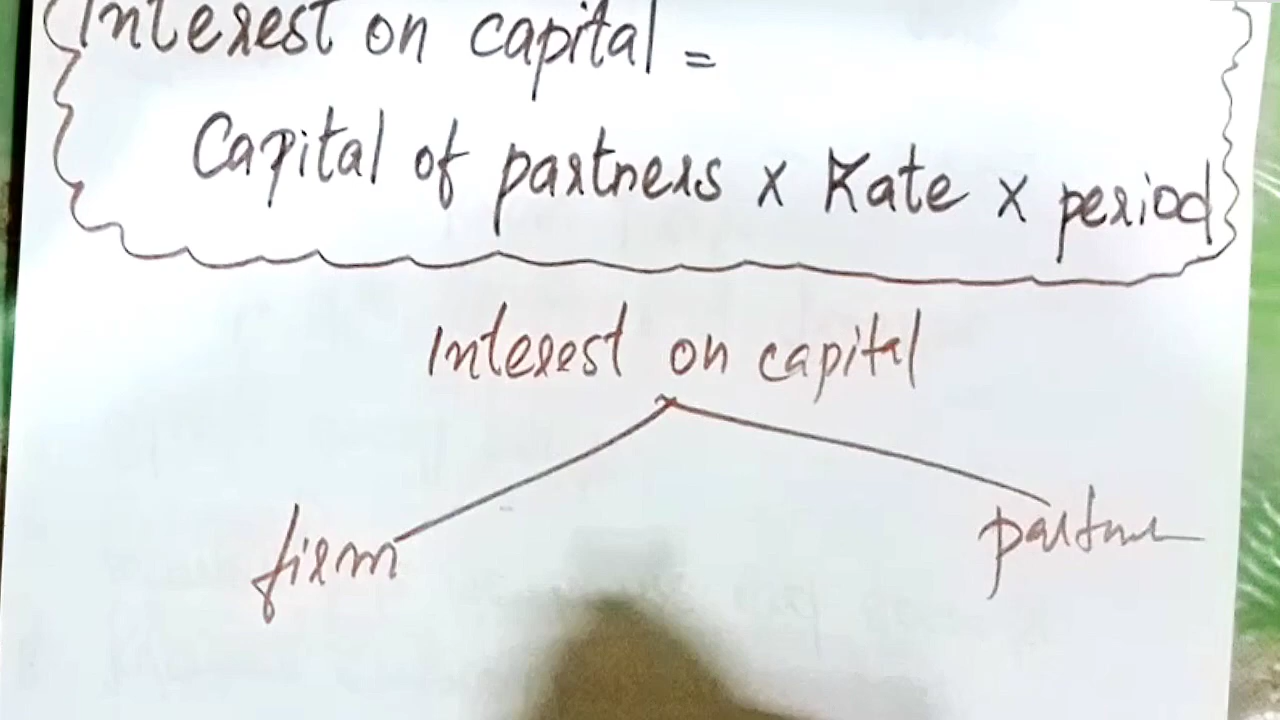 Interest on capital =
Capital of partners x Rate x period
Interest on capital
firm
partner